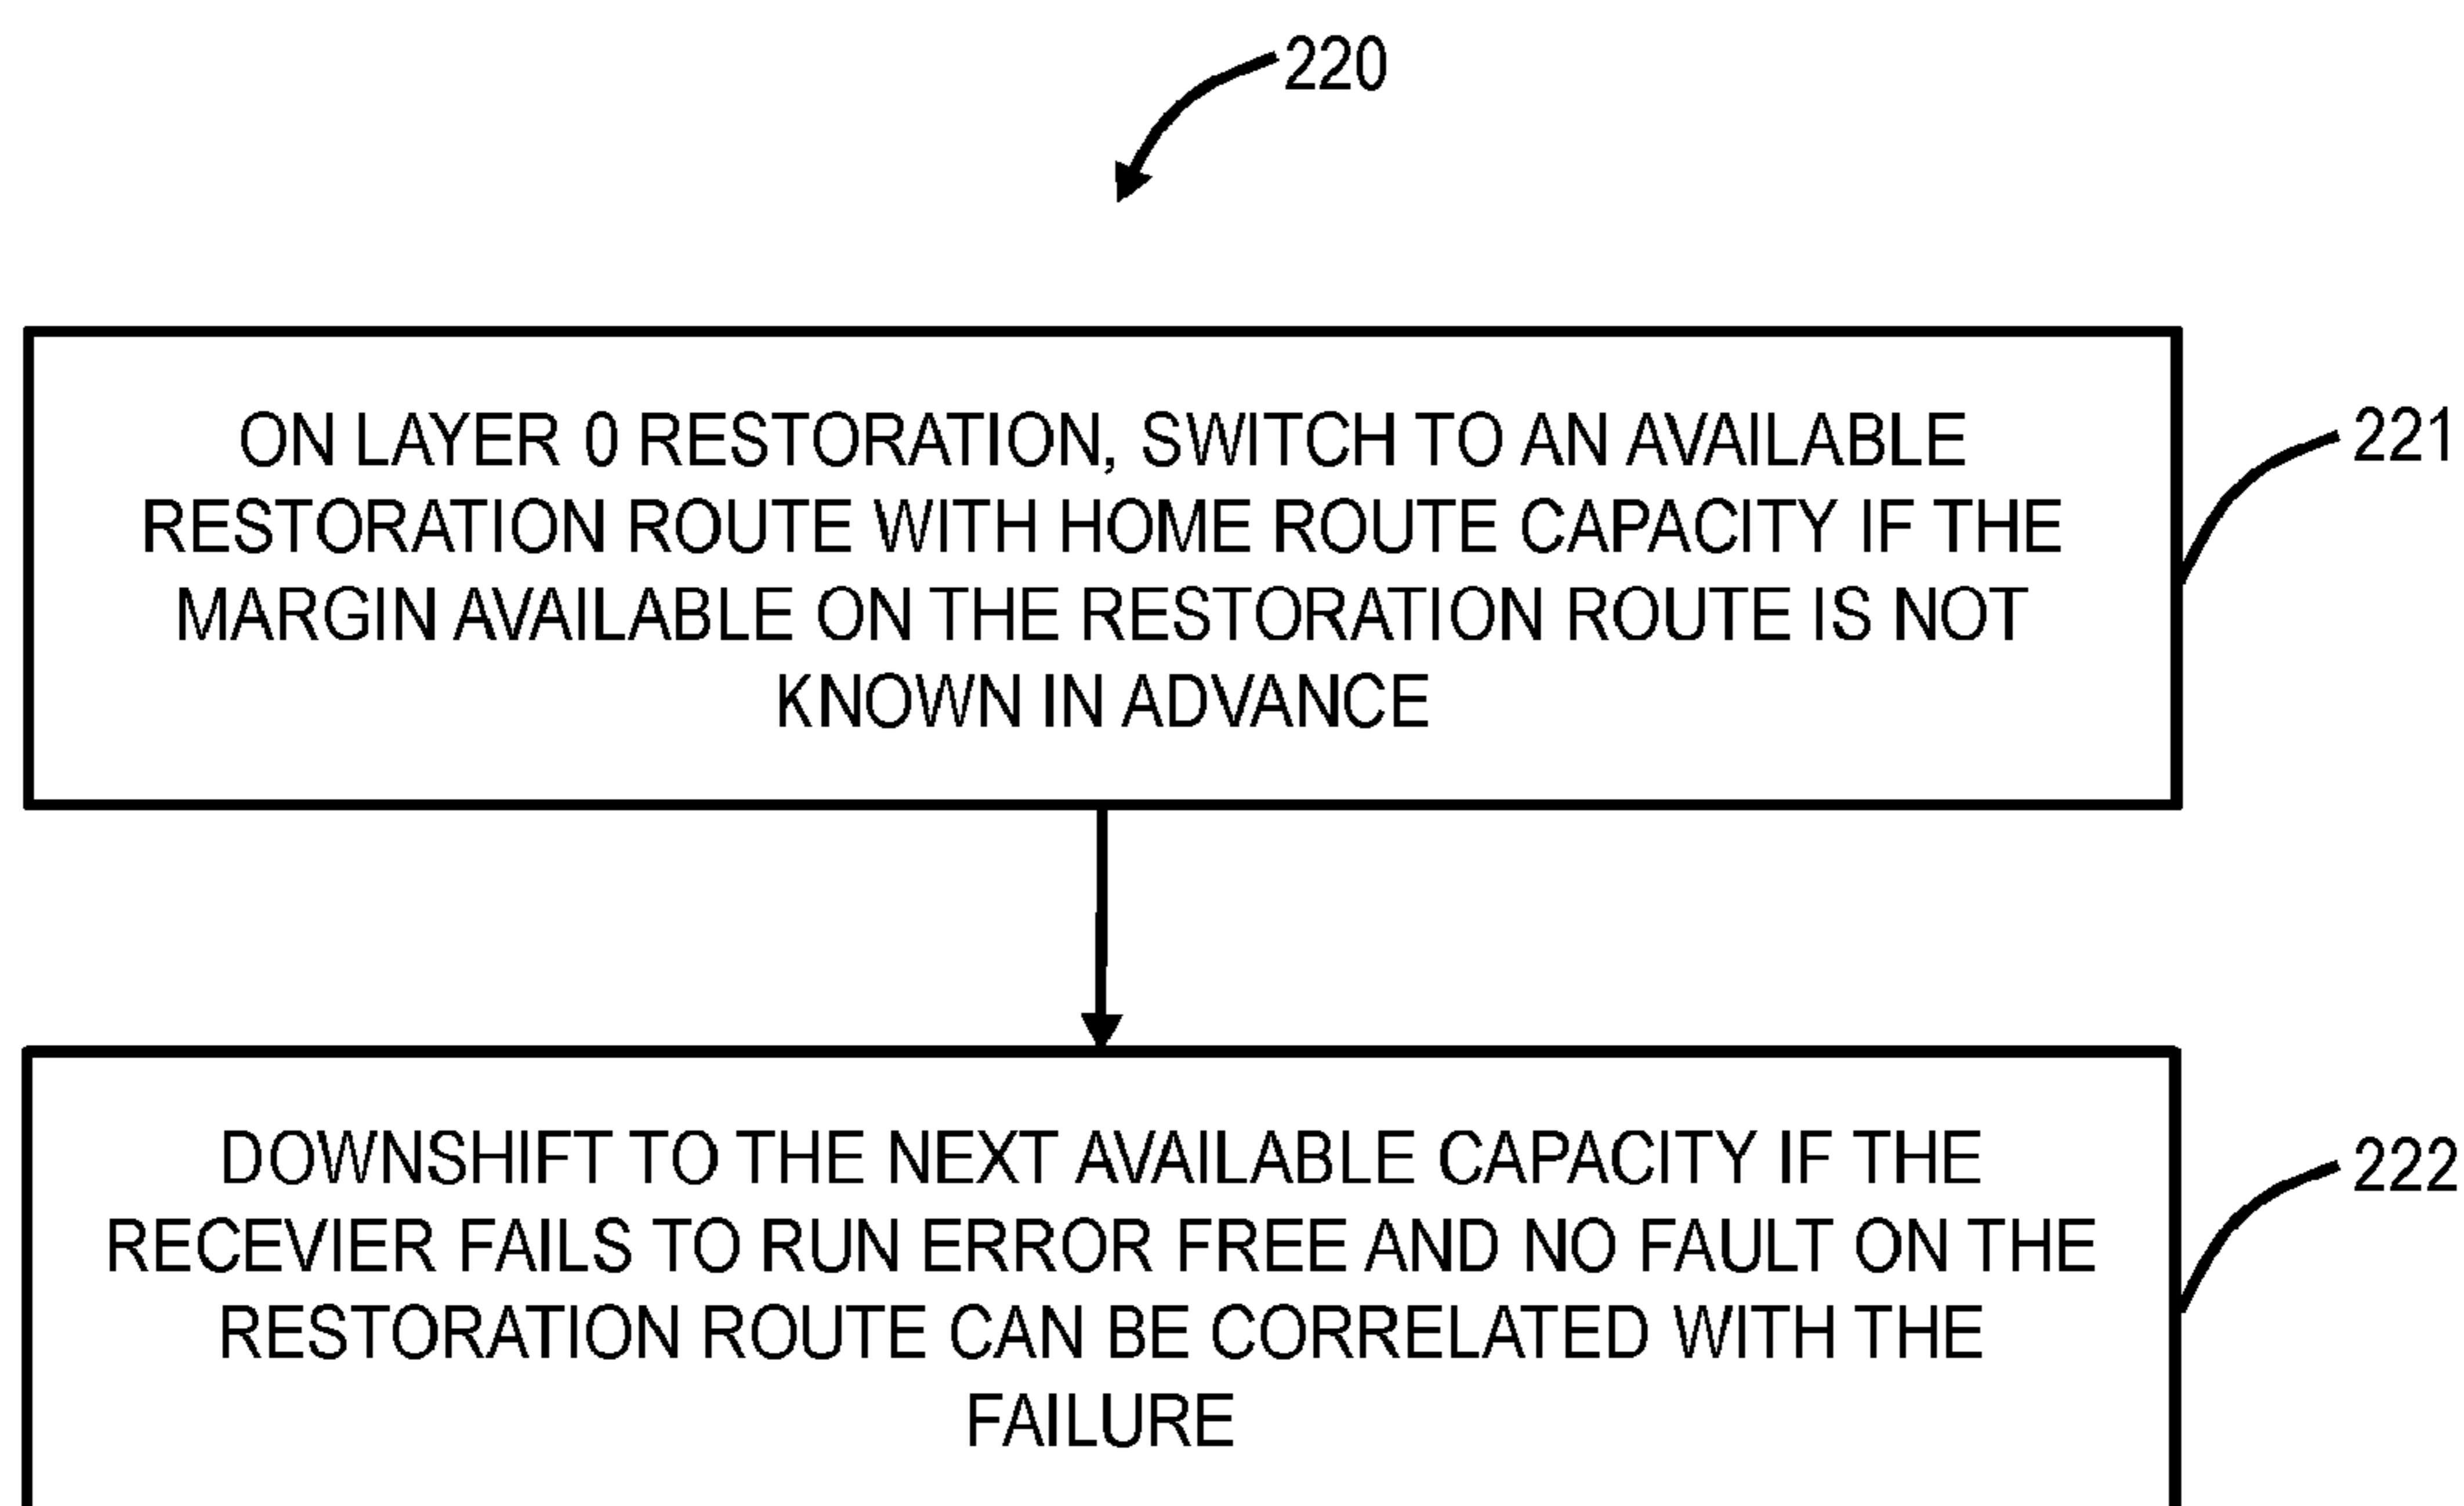 220
ON LAYER 0 RESTORATION, SWITCH TO AN AVAILABLE
RESTORATION ROUTE WITH HOME ROUTE CAPACITY IF THE
MARGIN AVAILABLE ON THE RESTORATION ROUTE IS NOT
KNOWN IN ADVANCE
221
DOWNSHIFT TO THE NEXT AVAILABLE CAPACITY IF THE
RECEVIER FAILS TO RUN ERROR FREE AND NO FAULT ON THE
RESTORATION ROUTE CAN BE CORRELATED WITH THE
FAILURE
222